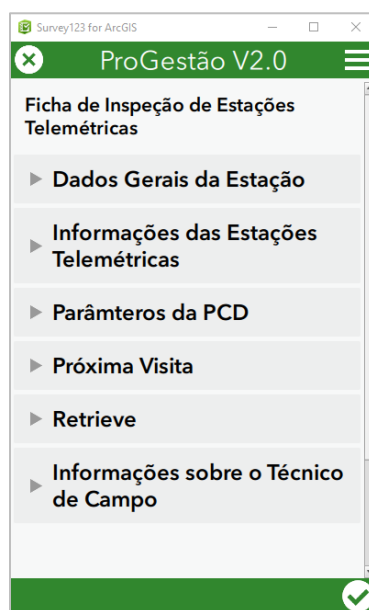 Survey123 for ArcGIS
ProGestão V2.0
Ficha de Inspeção de Estações
Telemétricas
Dados Gerais da Estação
Informações das Estações
Telemétricas
Parâmteros da PCD
Próxima Visita
Retrieve
Informações sobre o Técnico
de Campo